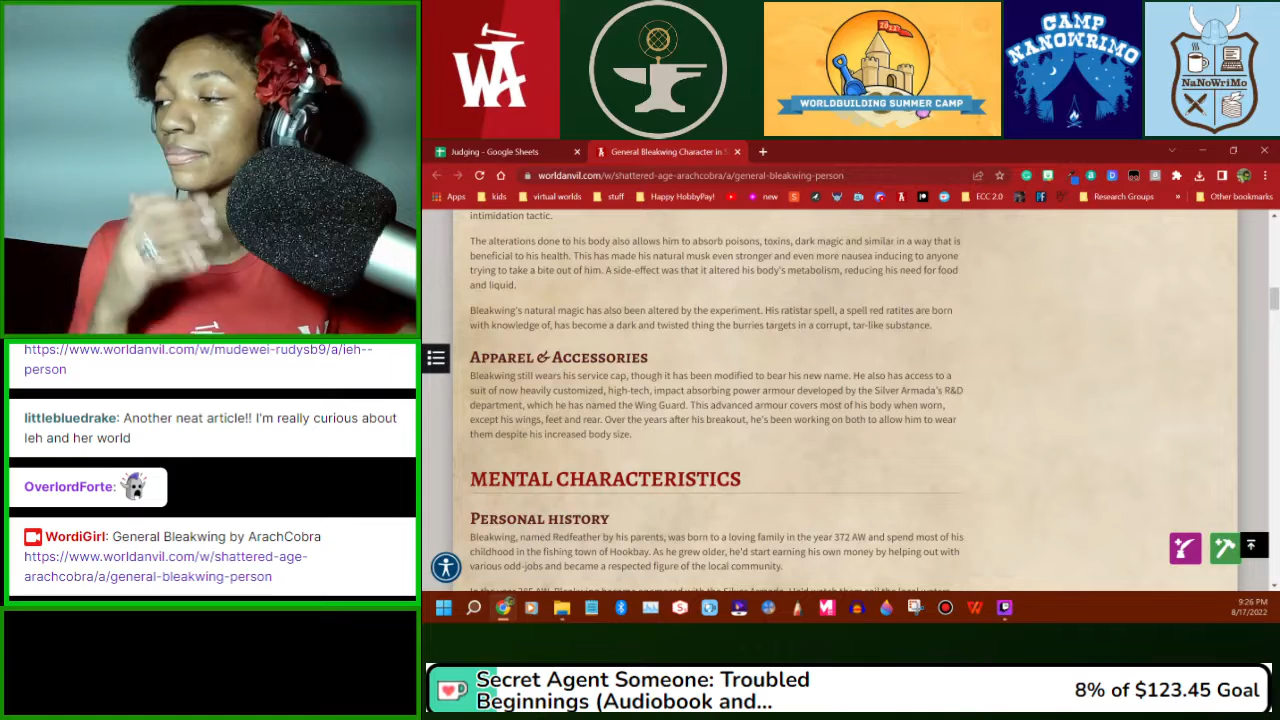 https://www.worldanvil.com/w/mudewei-rudysb9/a/ieh--
person
littlebluedrake: Another neat article!! I'm really curious about
Ieh and her world
OverlordForte:
WordiGirl: General Bleakwing by ArachCobra
https://www.worldanvil.com/w/shattered-age-
arachcobra/a/general-bleakwing-person
WA
2022
WORLDBUILDING SUMMER CAMP
CAMP
NANOWRIMO
NaNoWriMo
Judging - Google Sheets
General Bleakwing Character in S
worldanvil.com/w/shattered-age-arachcobra/a/general-bleakwing-person
Apps
kids
virtual worlds
stuff
Happy HobbyPay!
new
ECC 2.0
Research Groups
Other bookmarks
intimidation tactic.
The alterations done to his body also allows him to absorb poisons, toxins, dark magic and similar in a way that is
beneficial to his health. This has made his natural musk even stronger and even more nausea inducing to anyone
trying to take a bite out of him. A side-effect was that it altered his body's metabolism, reducing his need for food
and liquid.
Bleakwing's natural magic has also been altered by the experiment. His ratistar spell, a spell red ratites are born
with knowledge of, has become a dark and twisted thing the burries targets in a corrupt, tar-like substance.
APPAREL & ACCESSORIES
Bleakwing still wears his service cap, though it has been modified to bear his new name. He also has access to a
suit of now heavily customized, high-tech, impact absorbing power armour developed by the Silver Armada's R&D
department, which he has named the Wing Guard. This advanced armour covers most of his body when worn,
except his wings, feet and rear. Over the years after his breakout, he's been working on both to allow him to wear
them despite his increased body size.
MENTAL CHARACTERISTICS
PERSONAL HISTORY
Bleakwing, named Redfeather by his parents, was born to a loving family in the year 372 AW and spend most of his
childhood in the fishing town of Hookbay. As he grew older, he'd start earning his own money by helping out with
various odd-jobs and became a respected figure of the local community.
9:26 PM
8/17/2022
Secret Agent Someone: Troubled
Beginnings (Audiobook and...
8% of $123.45 Goal